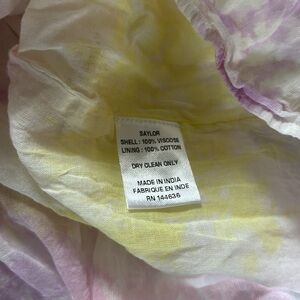 SAYLOR
SHELL: 100% VISCOSE
LINING: 100% COTTON
DRY CLEAN ONLY
MADE IN INDIA
FABRIQUE EN INDE
RN 144636